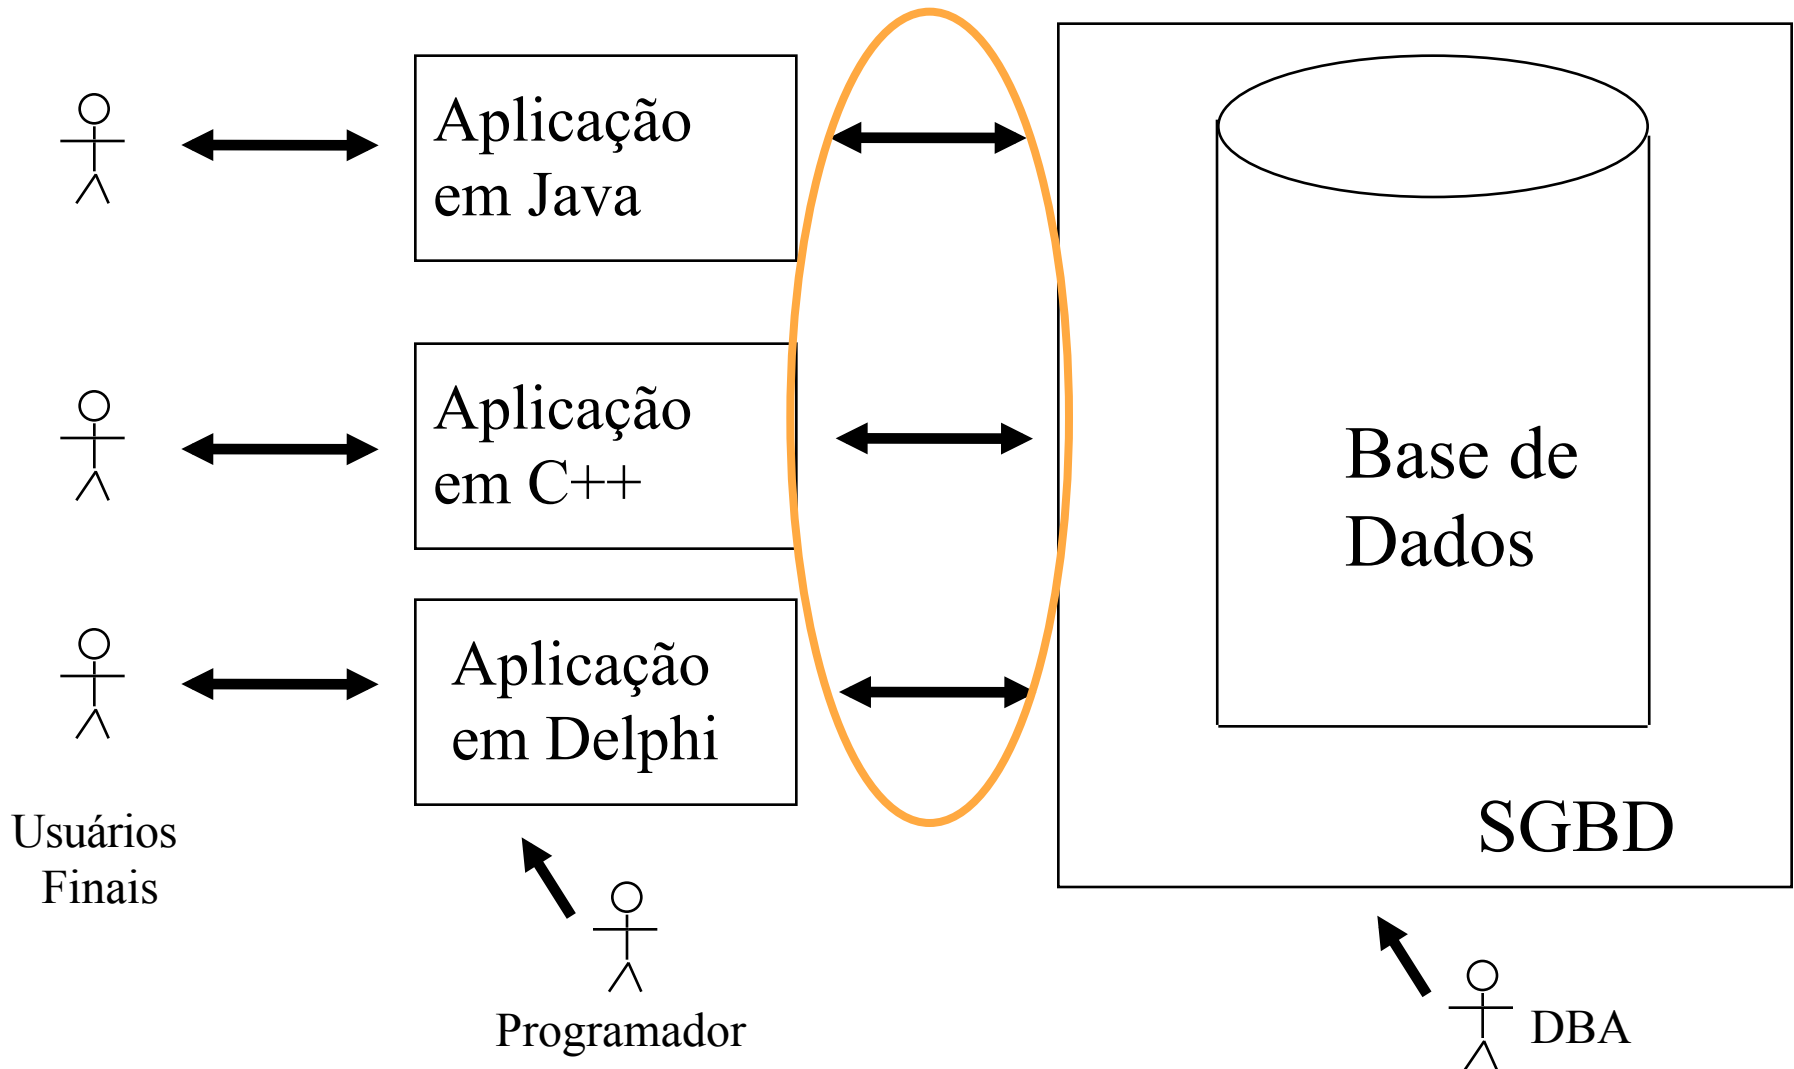 Aplicação
em Java
Aplicação
em C++
Aplicação
em Delphi
Base de
Dados
SGBD
Usuários
Finais
Programador
DBA